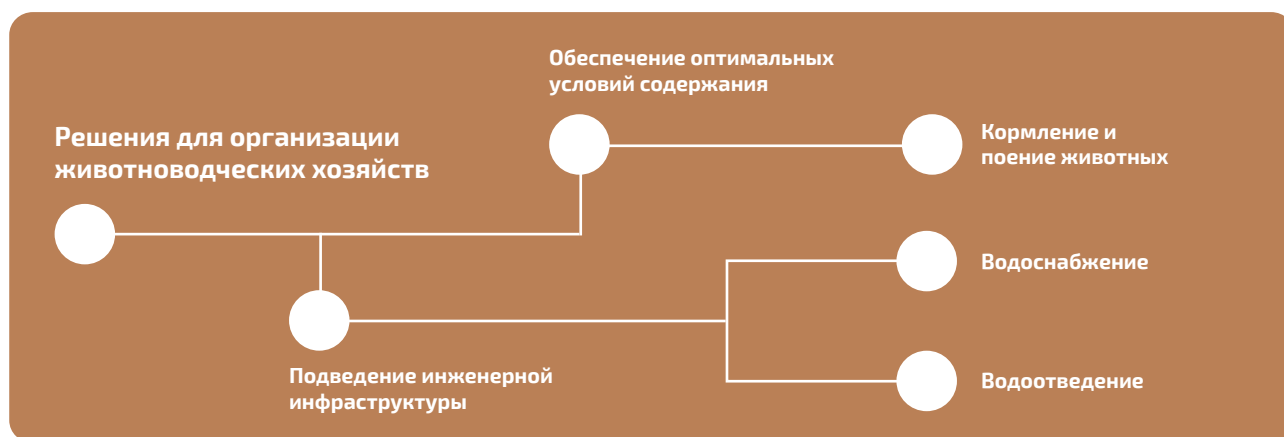 Обеспечение оптимальных
условий содержания
Решения для организации
животноводческих хозяйств
Кормление и
поение животных
Водоснабжение
Подведение инженерной
инфраструктуры
Водоотведение